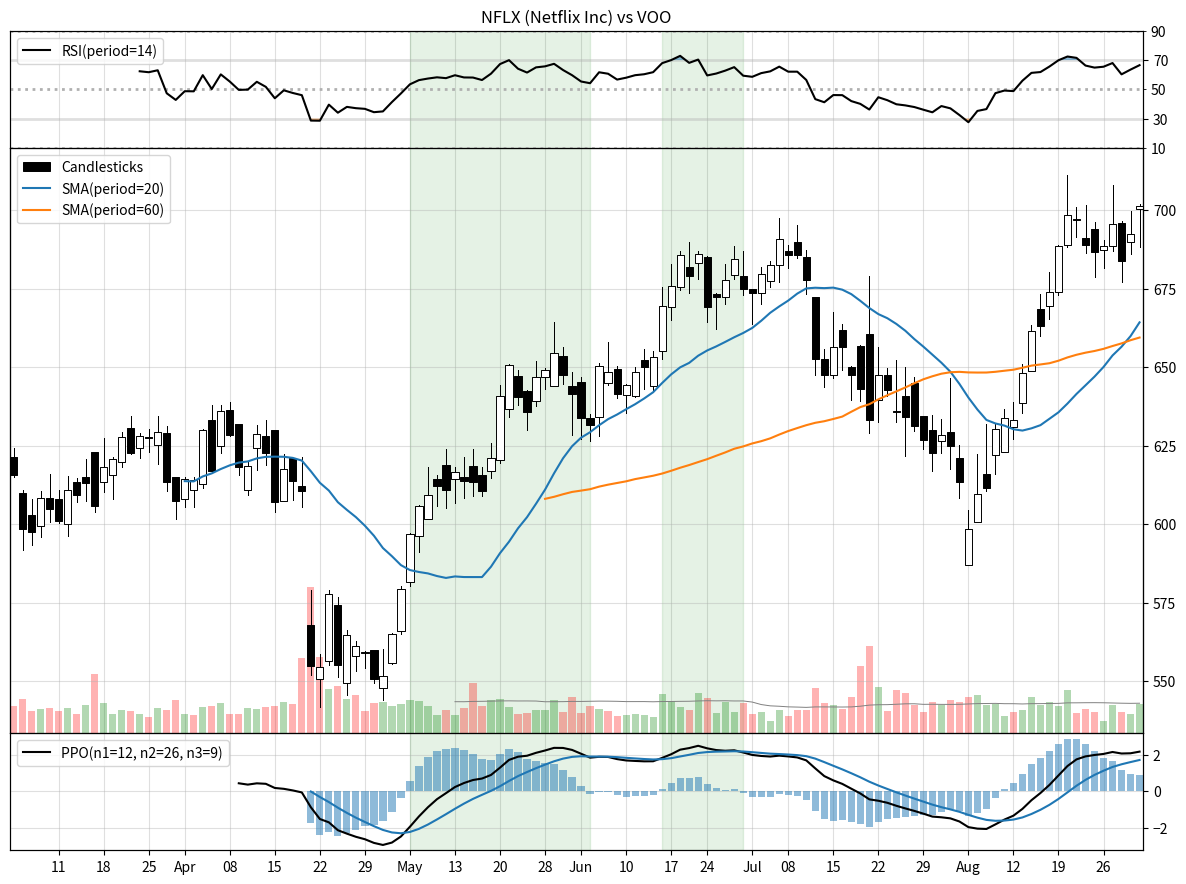 NFLX (Netflix Inc) vs VOO
RSI(period=14)
90
70
50
30
10
Candlesticks
SMA(period=20)
SMA(period=60)
700
675
650
625
600
575
550
PPO(n1=12, n2=26, n3=9)
2
0
−2
11 18 25 Apr 08 15 22 29 May 13 20 28 Jun 10 17 24 Jul 08 15 22 29 Aug 12 19 26